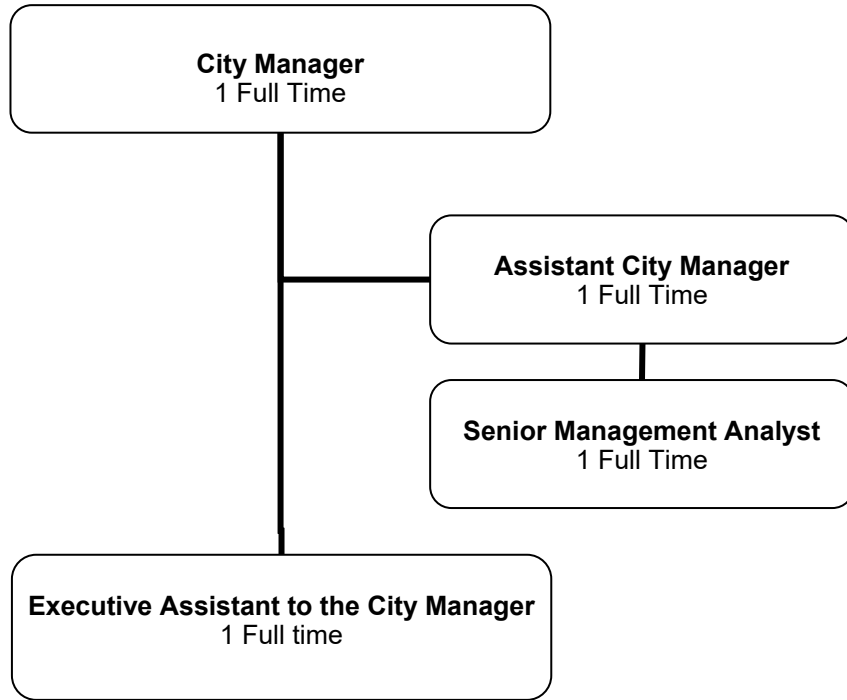 City Manager
1 Full Time
Assistant City Manager
1 Full Time
Senior Management Analyst
1 Full Time
Executive Assistant to the City Manager
1 Full time